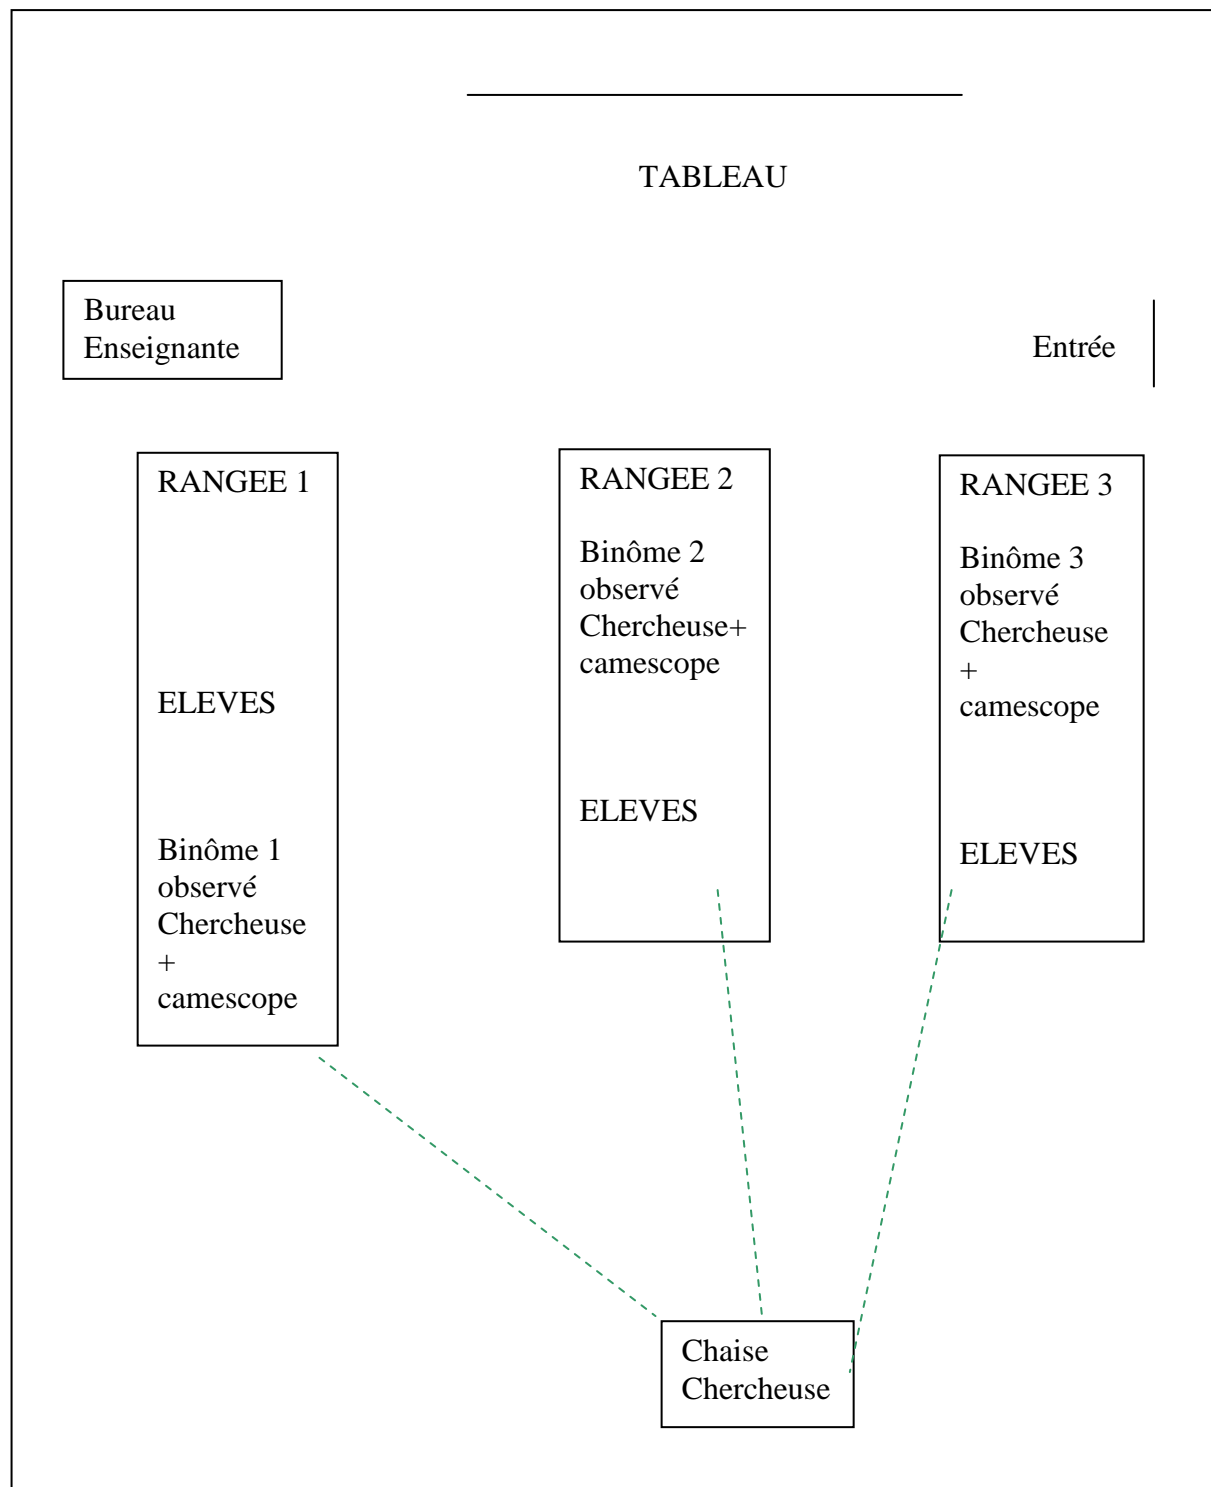 TABLEAU
Bureau
Enseignante
Entrée
RANGEE 1
ELEVES
Binôme 1
observé
Chercheuse
+
camescope
RANGEE 2
Binôme 2
observé
Chercheuse+
camescope
ELEVES
RANGEE 3
Binôme 3
observé
Chercheuse
+
camescope
ELEVES
Chaise
Chercheuse